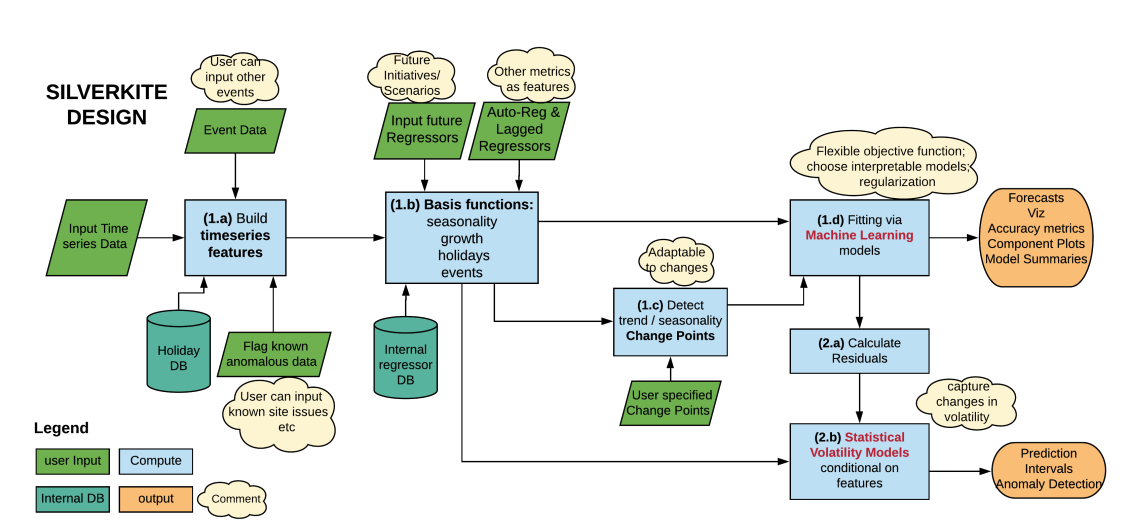 SILVERKITE
DESIGN
User can
input other
events
Event Data
Input Time
series Data
(1.a) Build
timeseries
features
Holiday
DB
Flag known
anomalous data
User can input
known site issues
etc
Future
Initiatives/
Scenarios
Other metrics
as features
Input future
Regressors
Auto-Reg &
Lagged
Regressors
(1.b) Basis functions:
seasonality
growth
holidays
events
Internal
regressor
DB
Adaptable
to changes
(1.c) Detect
trend / seasonality
Change Points
User specified
Change Points
Flexible objective function;
choose interpretable models;
regularization
(1.d) Fitting via
Machine Learning
models
Forecasts
Viz
Accuracy metrics
Component Plots
Model Summaries
(2.a) Calculate
Residuals
capture
changes in
volatility
(2.b) Statistical
Volatility Models
conditional on
features
Prediction
Intervals
Anomaly Detection
Legend
user Input
Compute
Internal DB
output
Comment